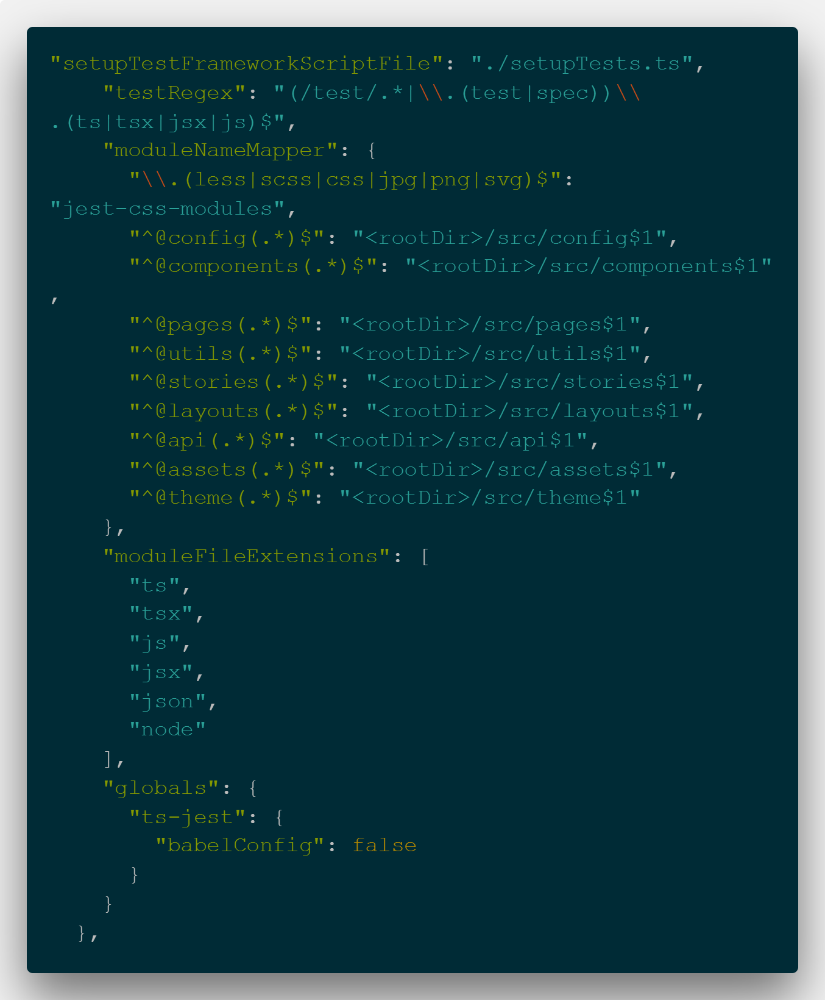 "setupTestFrameworkScriptFile": "./setupTests.ts",
    "testRegex": "(/test/.*|\\.(test|spec))\\
.(ts|tsx|jsx|js)$",
    "moduleNameMapper": {
      "\\.(less|scss|css|jpg|png|svg)$":
"jest-css-modules",
      "^@config(.*)$": "<rootDir>/src/config$1",
      "^@components(.*)$": "<rootDir>/src/components$1"
,
      "^@pages(.*)$": "<rootDir>/src/pages$1",
      "^@utils(.*)$": "<rootDir>/src/utils$1",
      "^@stories(.*)$": "<rootDir>/src/stories$1",
      "^@layouts(.*)$": "<rootDir>/src/layouts$1",
      "^@api(.*)$": "<rootDir>/src/api$1",
      "^@assets(.*)$": "<rootDir>/src/assets$1",
      "^@theme(.*)$": "<rootDir>/src/theme$1"
    },
    "moduleFileExtensions": [
      "ts",
      "tsx",
      "js",
      "jsx",
      "json",
      "node"
    ],
    "globals": {
      "ts-jest": {
        "babelConfig": false
      }
    }
  },